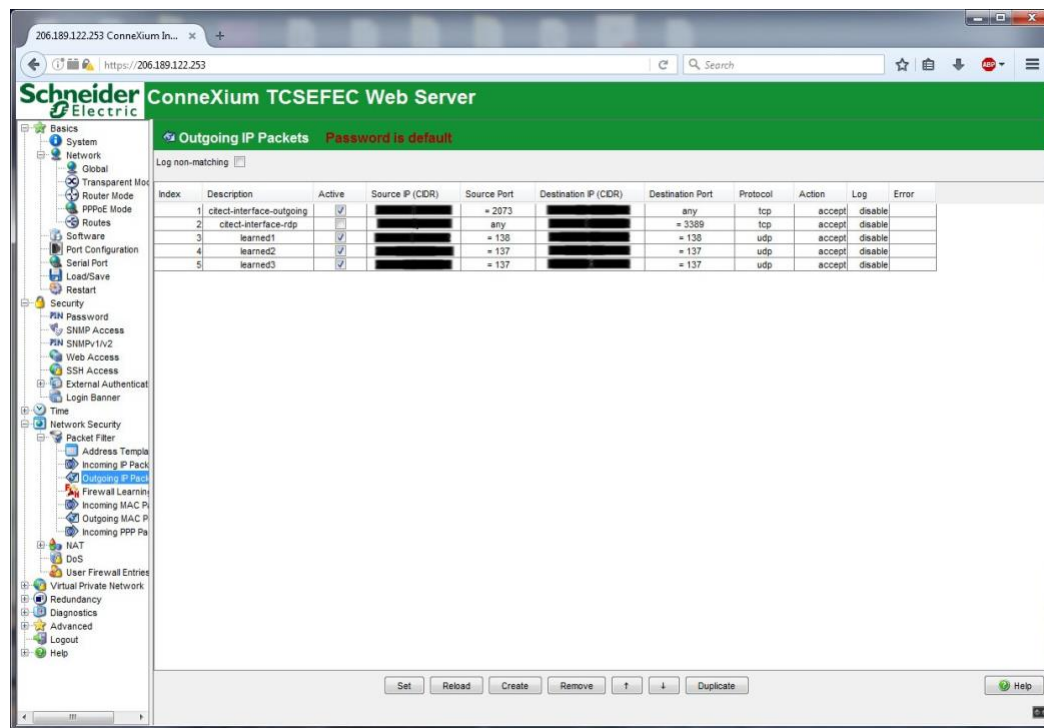 206.189.122.253 ConneXium In... × +
https://206.189.122.253
Search
ABP
Schneider Electric
ConneXium TCSEFEC Web Server
Outgoing IP Packets Password is default
Log non-matching
Index Description Active Source IP (CIDR) Source Port Destination IP (CIDR) Destination Port Protocol Action Log Error
1 citect-interface-outgoing = 2073 any tcp accept disable
2 citect-interface-rdp any = 3389 tcp accept disable
3 learned1 = 138 = 138 udp accept disable
4 learned2 = 137 = 137 udp accept disable
5 learned3 = 137 = 137 udp accept disable
Basics
System
Network
Global
Transparent Mod
Router Mode
PPPoE Mode
Routes
Software
Port Configuration
Serial Port
Load/Save
Restart
Security
PIN Password
SNMP Access
PIN SNMPv1/v2
Web Access
SSH Access
External Authenticat
Login Banner
Time
Network Security
Packet Filter
Address Templa
Incoming IP Pack
Outgoing IP Pack
Firewall Learning
Incoming MAC Pa
Outgoing MAC P
Incoming PPP Pa
NAT
DoS
User Firewall Entries
Virtual Private Network
Redundancy
Diagnostics
Advanced
Logout
Help
Set Reload Create Remove ↑ ↓ Duplicate Help